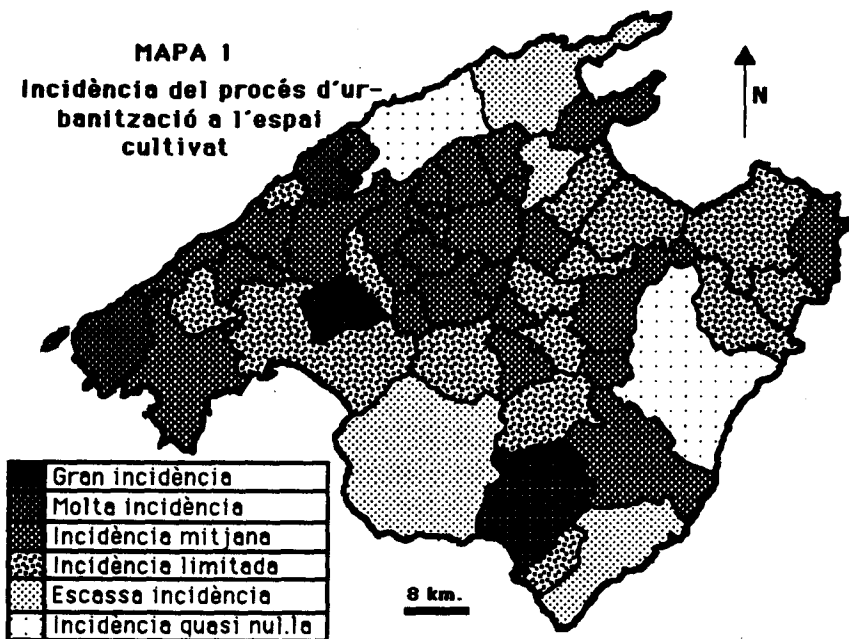 MAPA 1
Incidència del procés d'ur-
banització a l'espai
cultivat
N
Gran incidència
Molta incidència
Incidència mitjana
Incidència limitada
Escassa incidència
Incidència quasi nul.la
8 km.